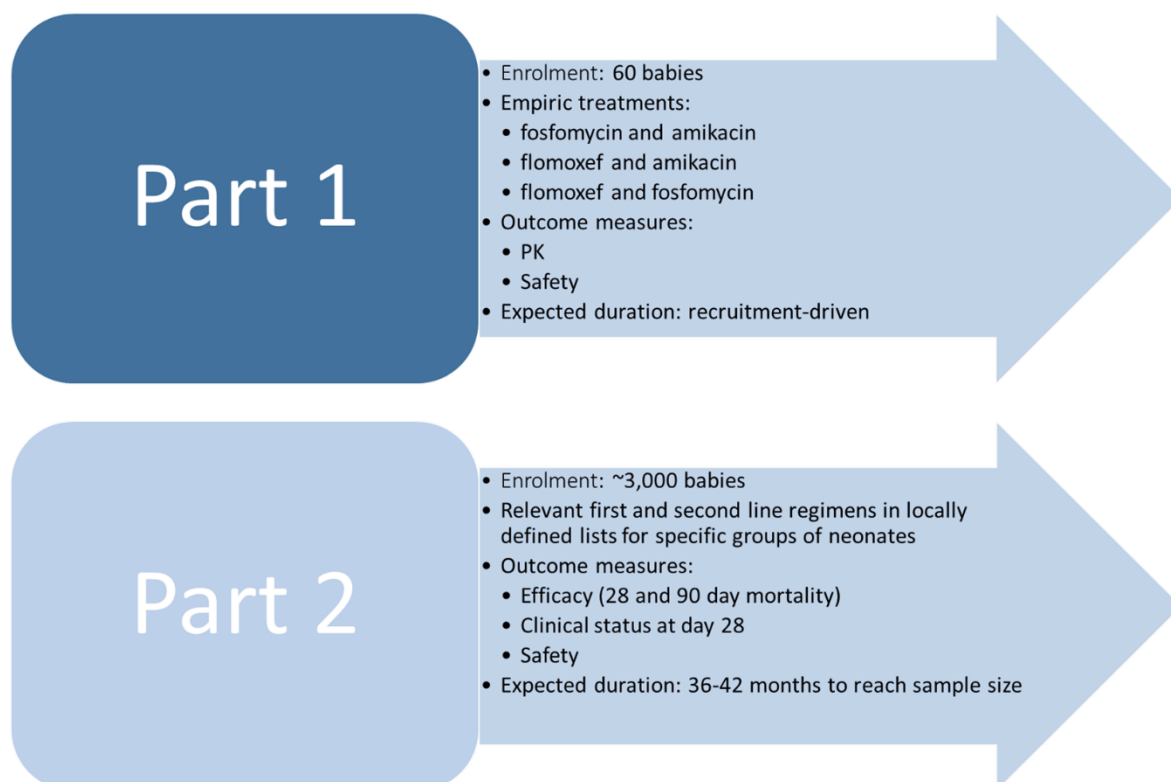 Part 1
• Enrolment: 60 babies
• Empiric treatments:
• fosfomycin and amikacin
• flomoxef and amikacin
• flomoxef and fosfomycin
• Outcome measures:
• PK
• Safety
• Expected duration: recruitment-driven
Part 2
• Enrolment: ~3,000 babies
• Relevant first and second line regimens in locally
defined lists for specific groups of neonates
• Outcome measures:
• Efficacy (28 and 90 day mortality)
• Clinical status at day 28
• Safety
• Expected duration: 36-42 months to reach sample size